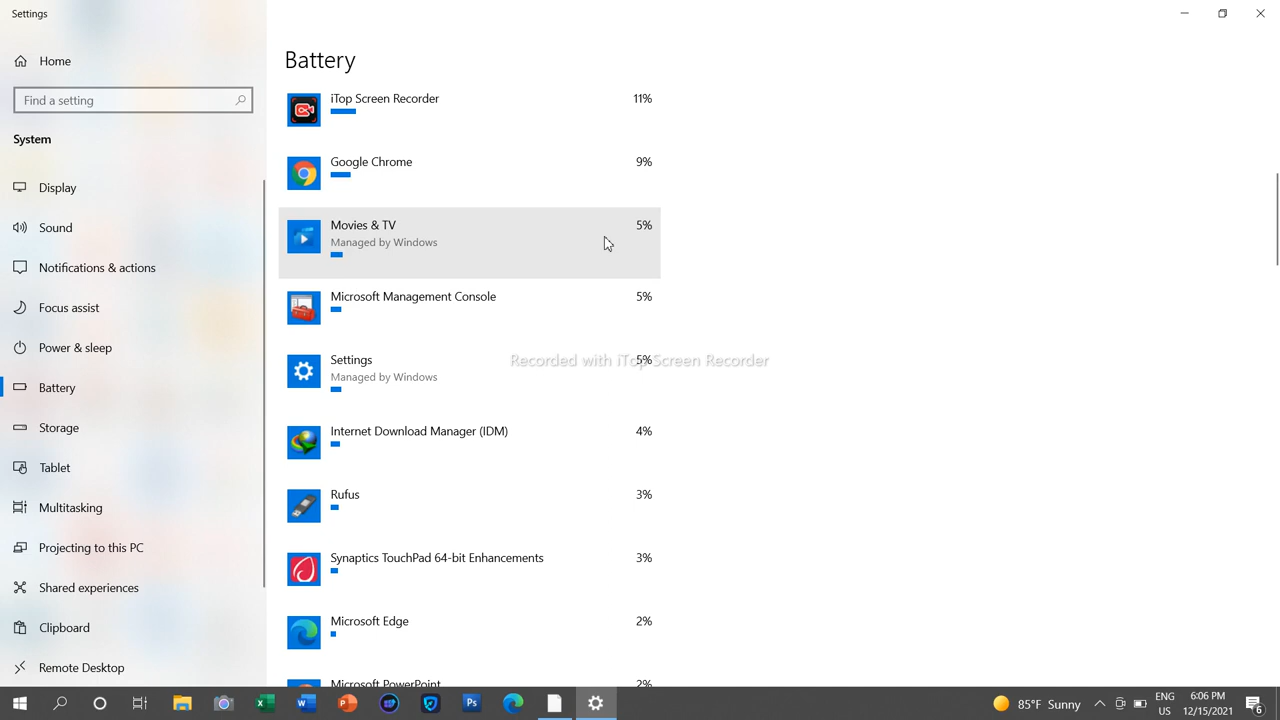 Settings
Home
Find a setting
System
Display
Sound
Notifications & actions
Focus assist
Power & sleep
Battery
Storage
Tablet
Multitasking
Projecting to this PC
Shared experiences
Clipboard
Remote Desktop
Battery
iTop Screen Recorder 11%
Google Chrome 9%
Movies & TV 5%
Managed by Windows
Microsoft Management Console 5%
Settings 5%
Managed by Windows
Recorded with iTop Screen Recorder
Internet Download Manager (IDM) 4%
Rufus 3%
Synaptics TouchPad 64-bit Enhancements 3%
Microsoft Edge 2%
Microsoft PowerPoint 2%
85°F Sunny
ENG
US
6:06 PM
12/15/2021
6